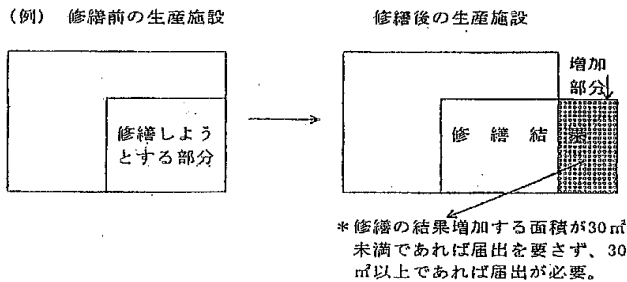 (例) 修繕前の生産施設
修繕後の生産施設
増加
部分
修繕しよう
とする部分
修繕結果
*修繕の結果増加する面積が30㎡
未満であれば届出を要さず、30
㎡以上であれば届出が必要。